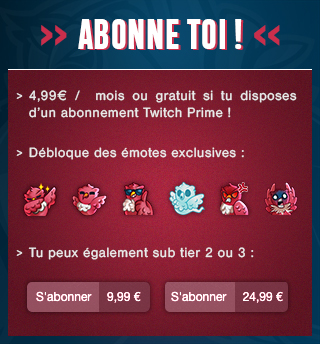 >> ABONNE TOI ! <<
> 4,99€ / mois ou gratuit si tu disposes
d'un abonnement Twitch Prime !
> Débloque des émotes exclusives :
> Tu peux également sub tier 2 ou 3 :
S'abonner 9,99 € S'abonner 24,99 €